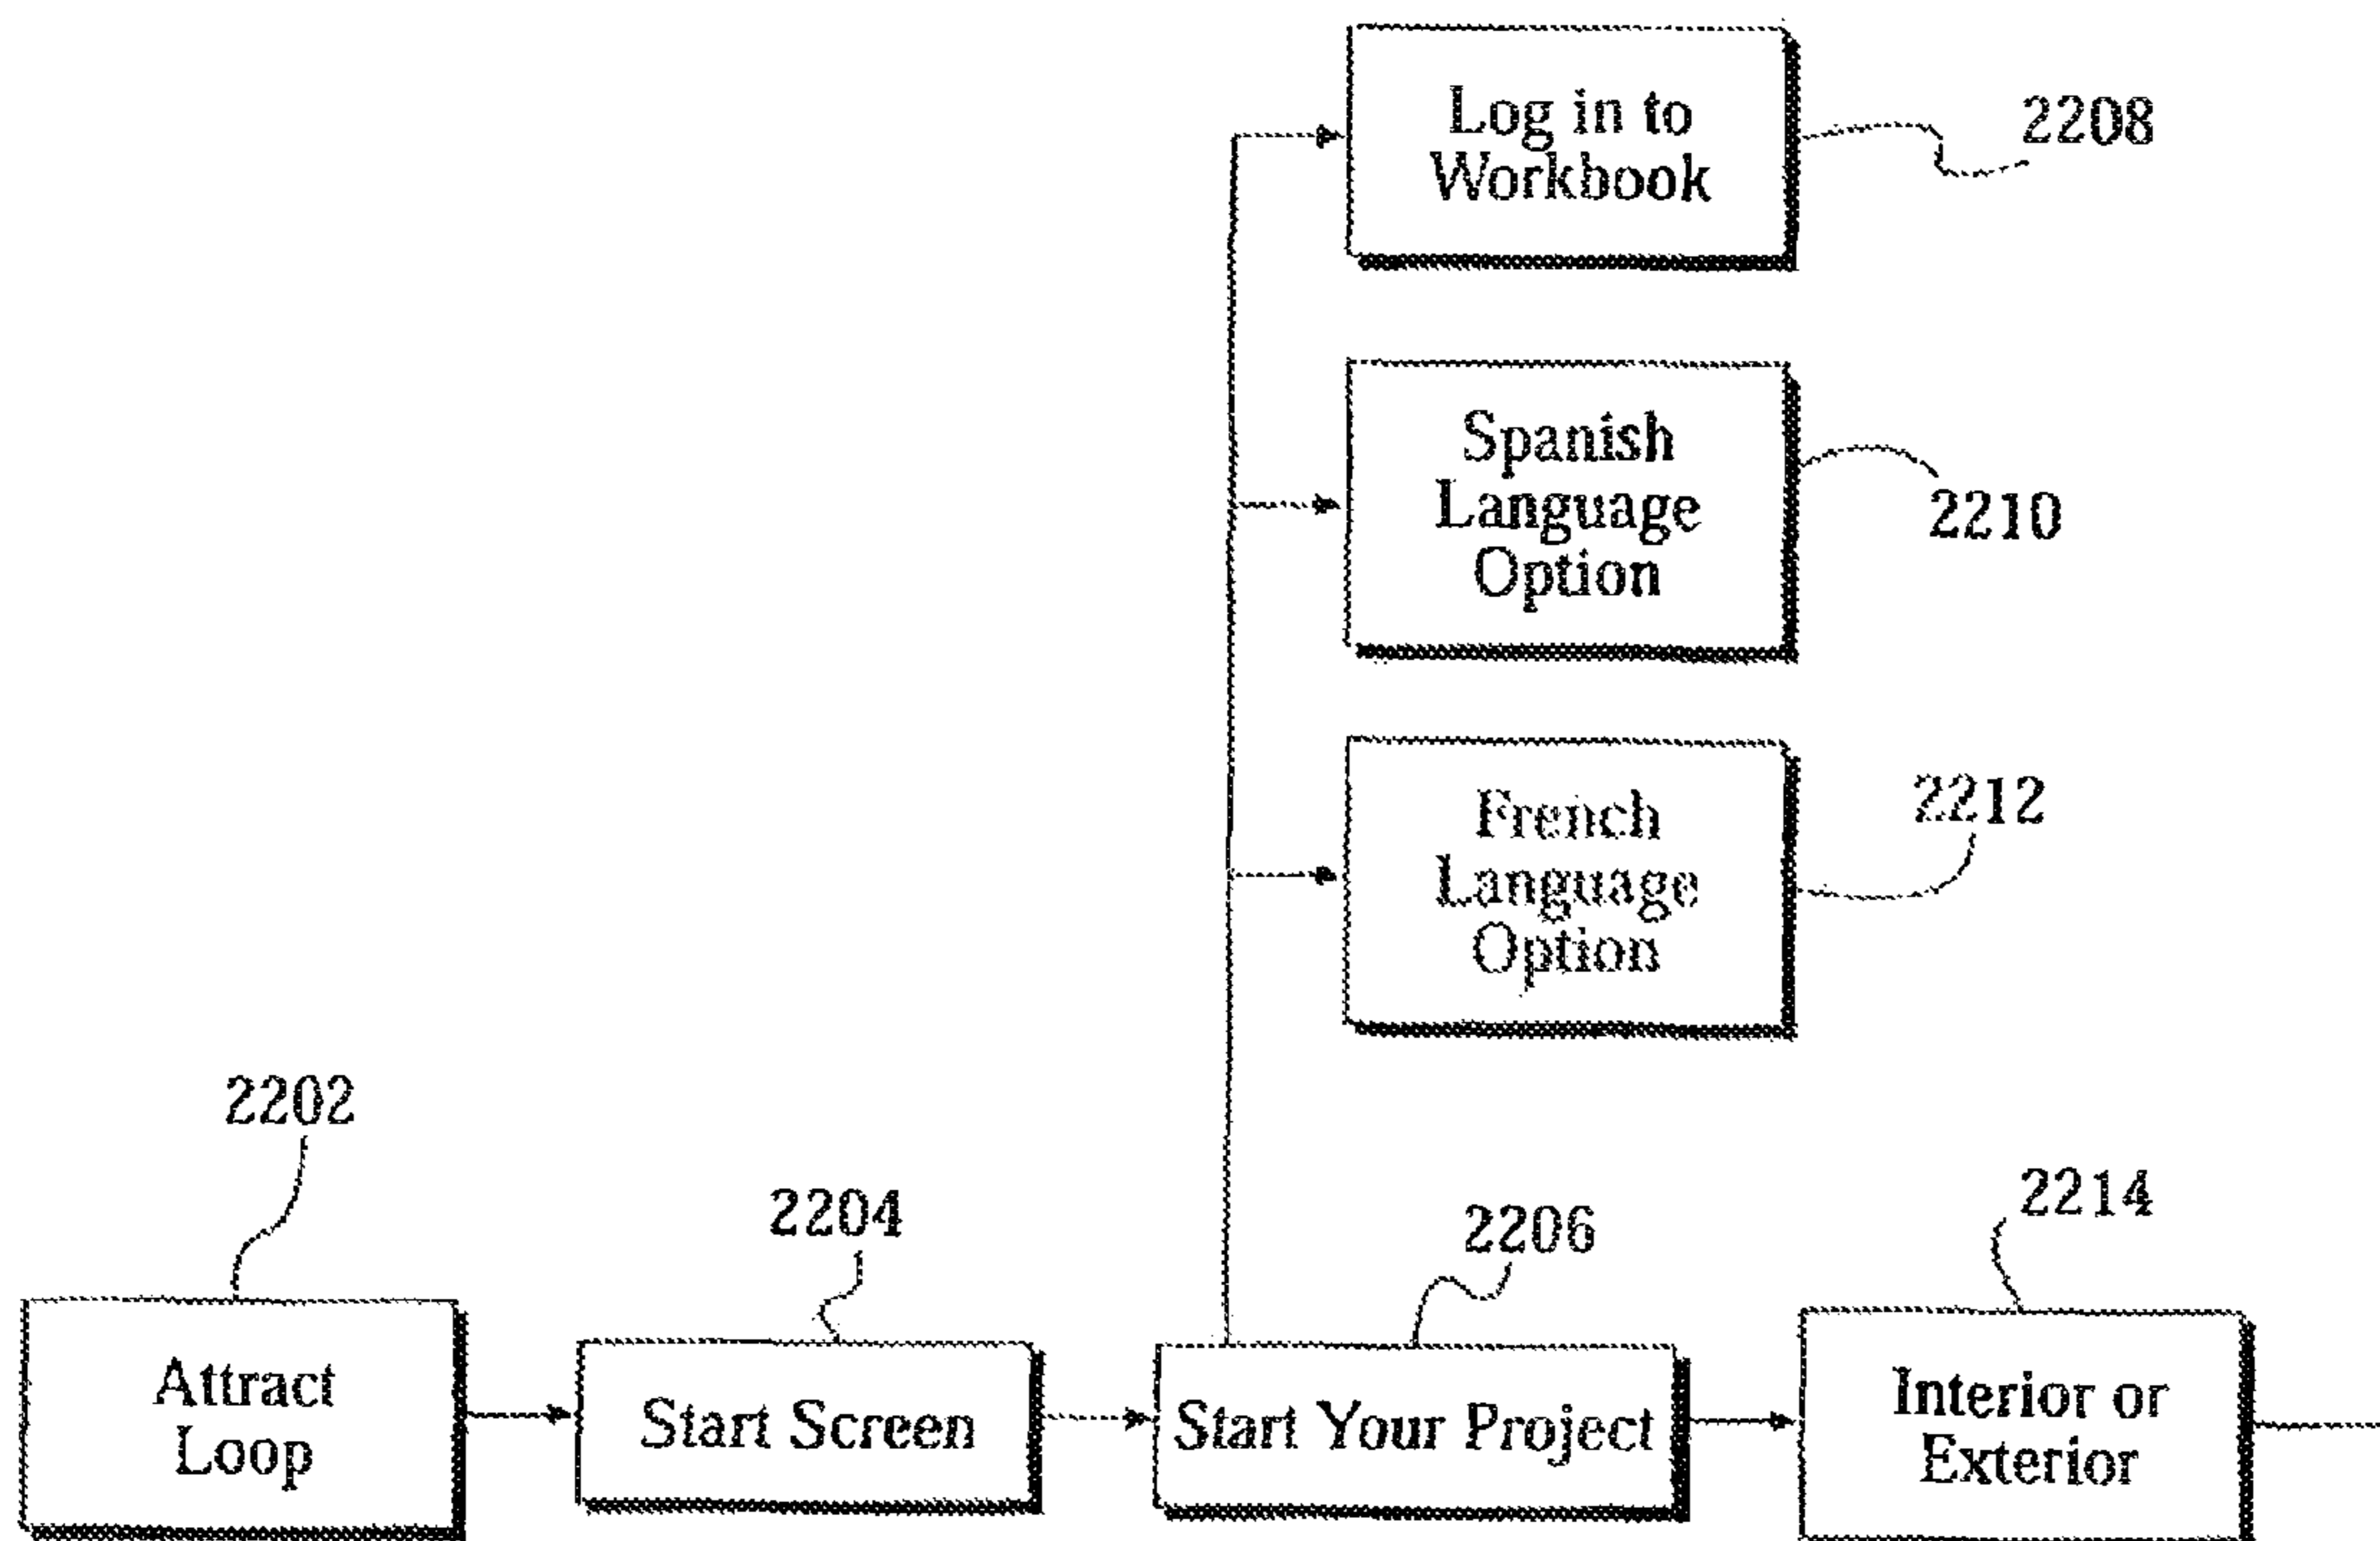 Log in to
Workbook
2208
Spanish
Language
Option
2210
French
Language
Option
2212
2202
2204
2206
2214
Attract
Loop
Start Screen
Start Your Project
Interior or
Exterior